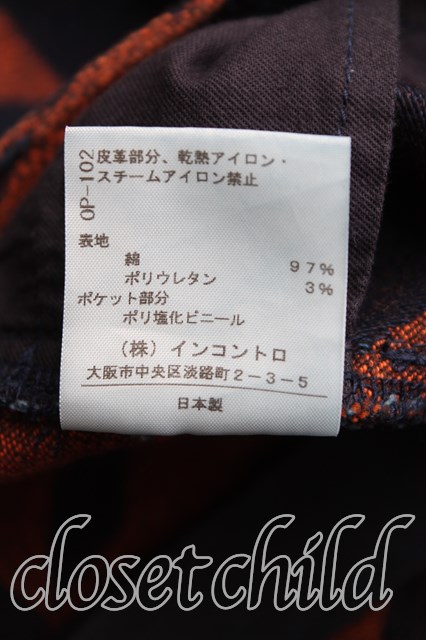 OP-102
皮革部分、乾熱アイロン・
スチームアイロン禁止
表地
綿 97%
ポリウレタン 3%
ポケット部分
ポリ塩化ビニール
(株)インコントロ
大阪市中央区淡路町2-3-5
日本製
closetchild